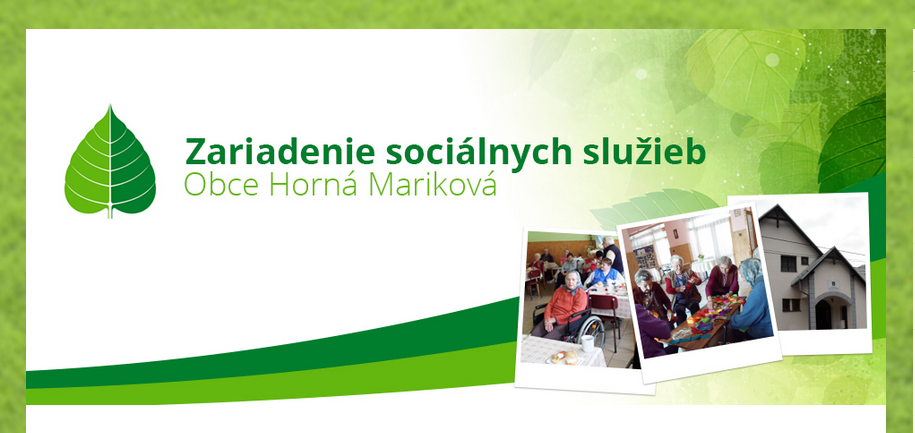 Zariadenie sociálnych služieb
Obce Horná Mariková